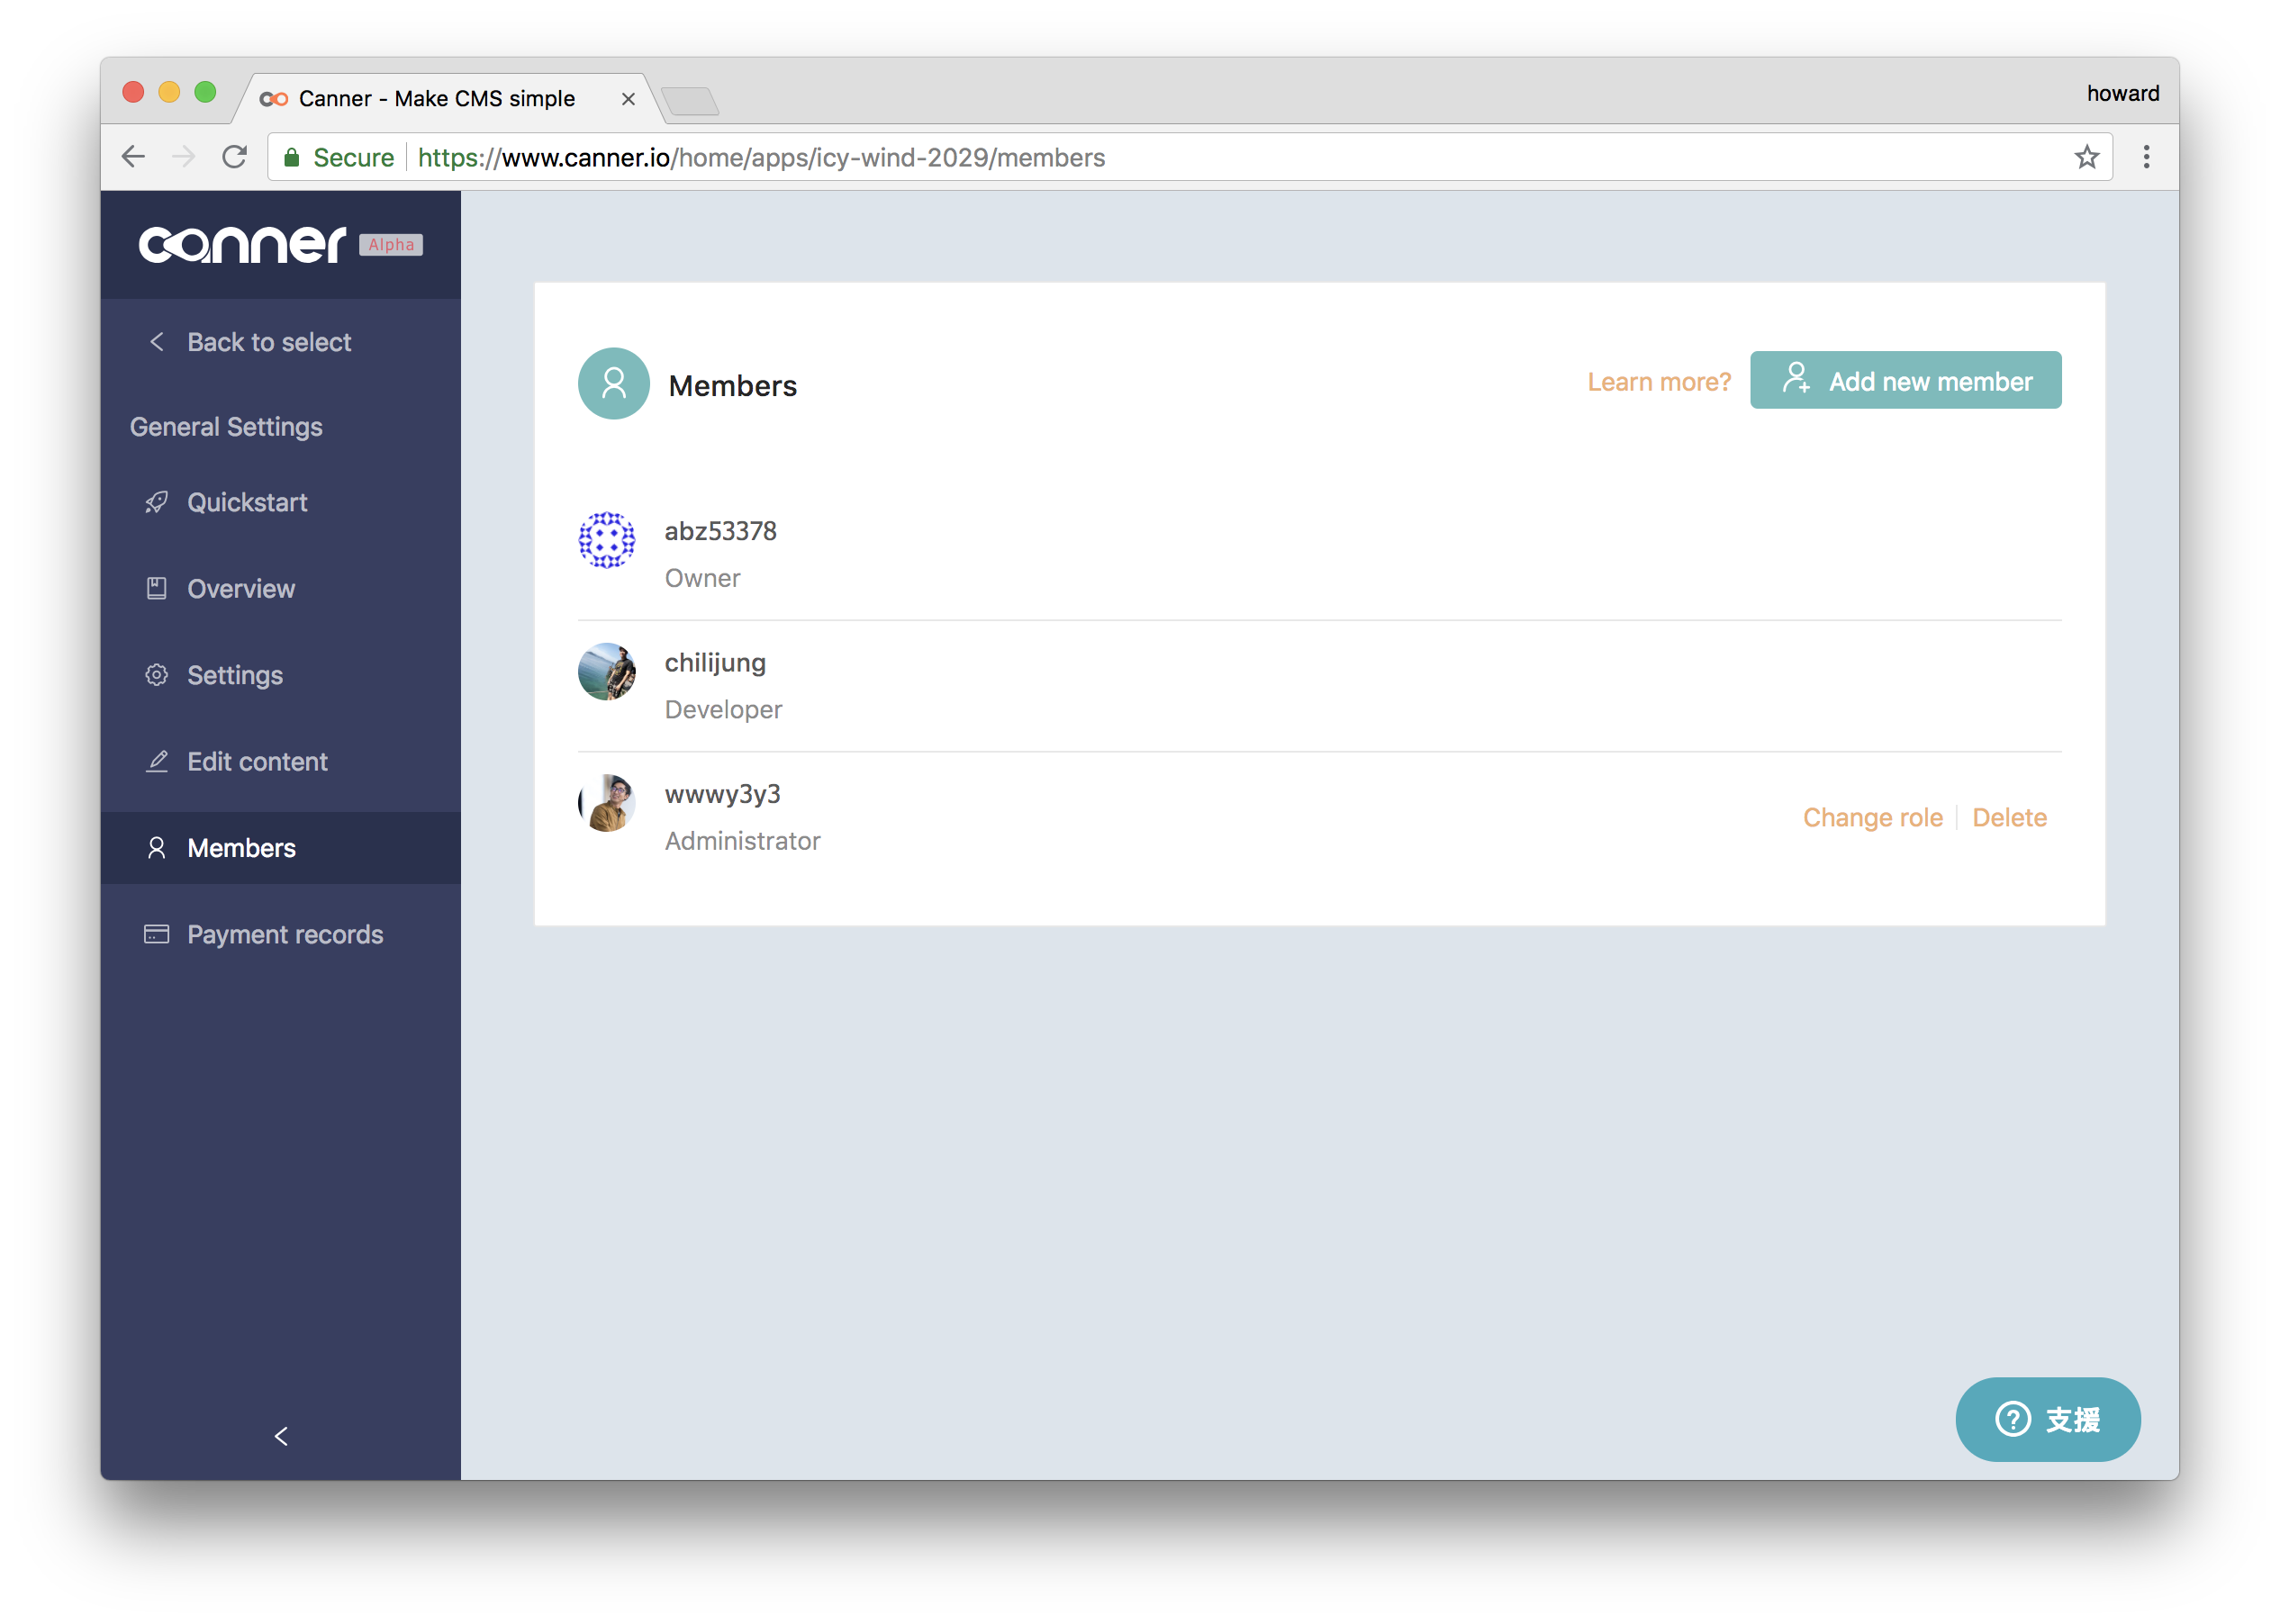 Canner - Make CMS simple
howard
Secure https://www.canner.io/home/apps/icy-wind-2029/members
canner Alpha
Back to select
General Settings
Quickstart
Overview
Settings
Edit content
Members
Payment records
Members
Learn more?
Add new member
abz53378
Owner
chilijung
Developer
wwwy3y3
Administrator
Change role
Delete
支援